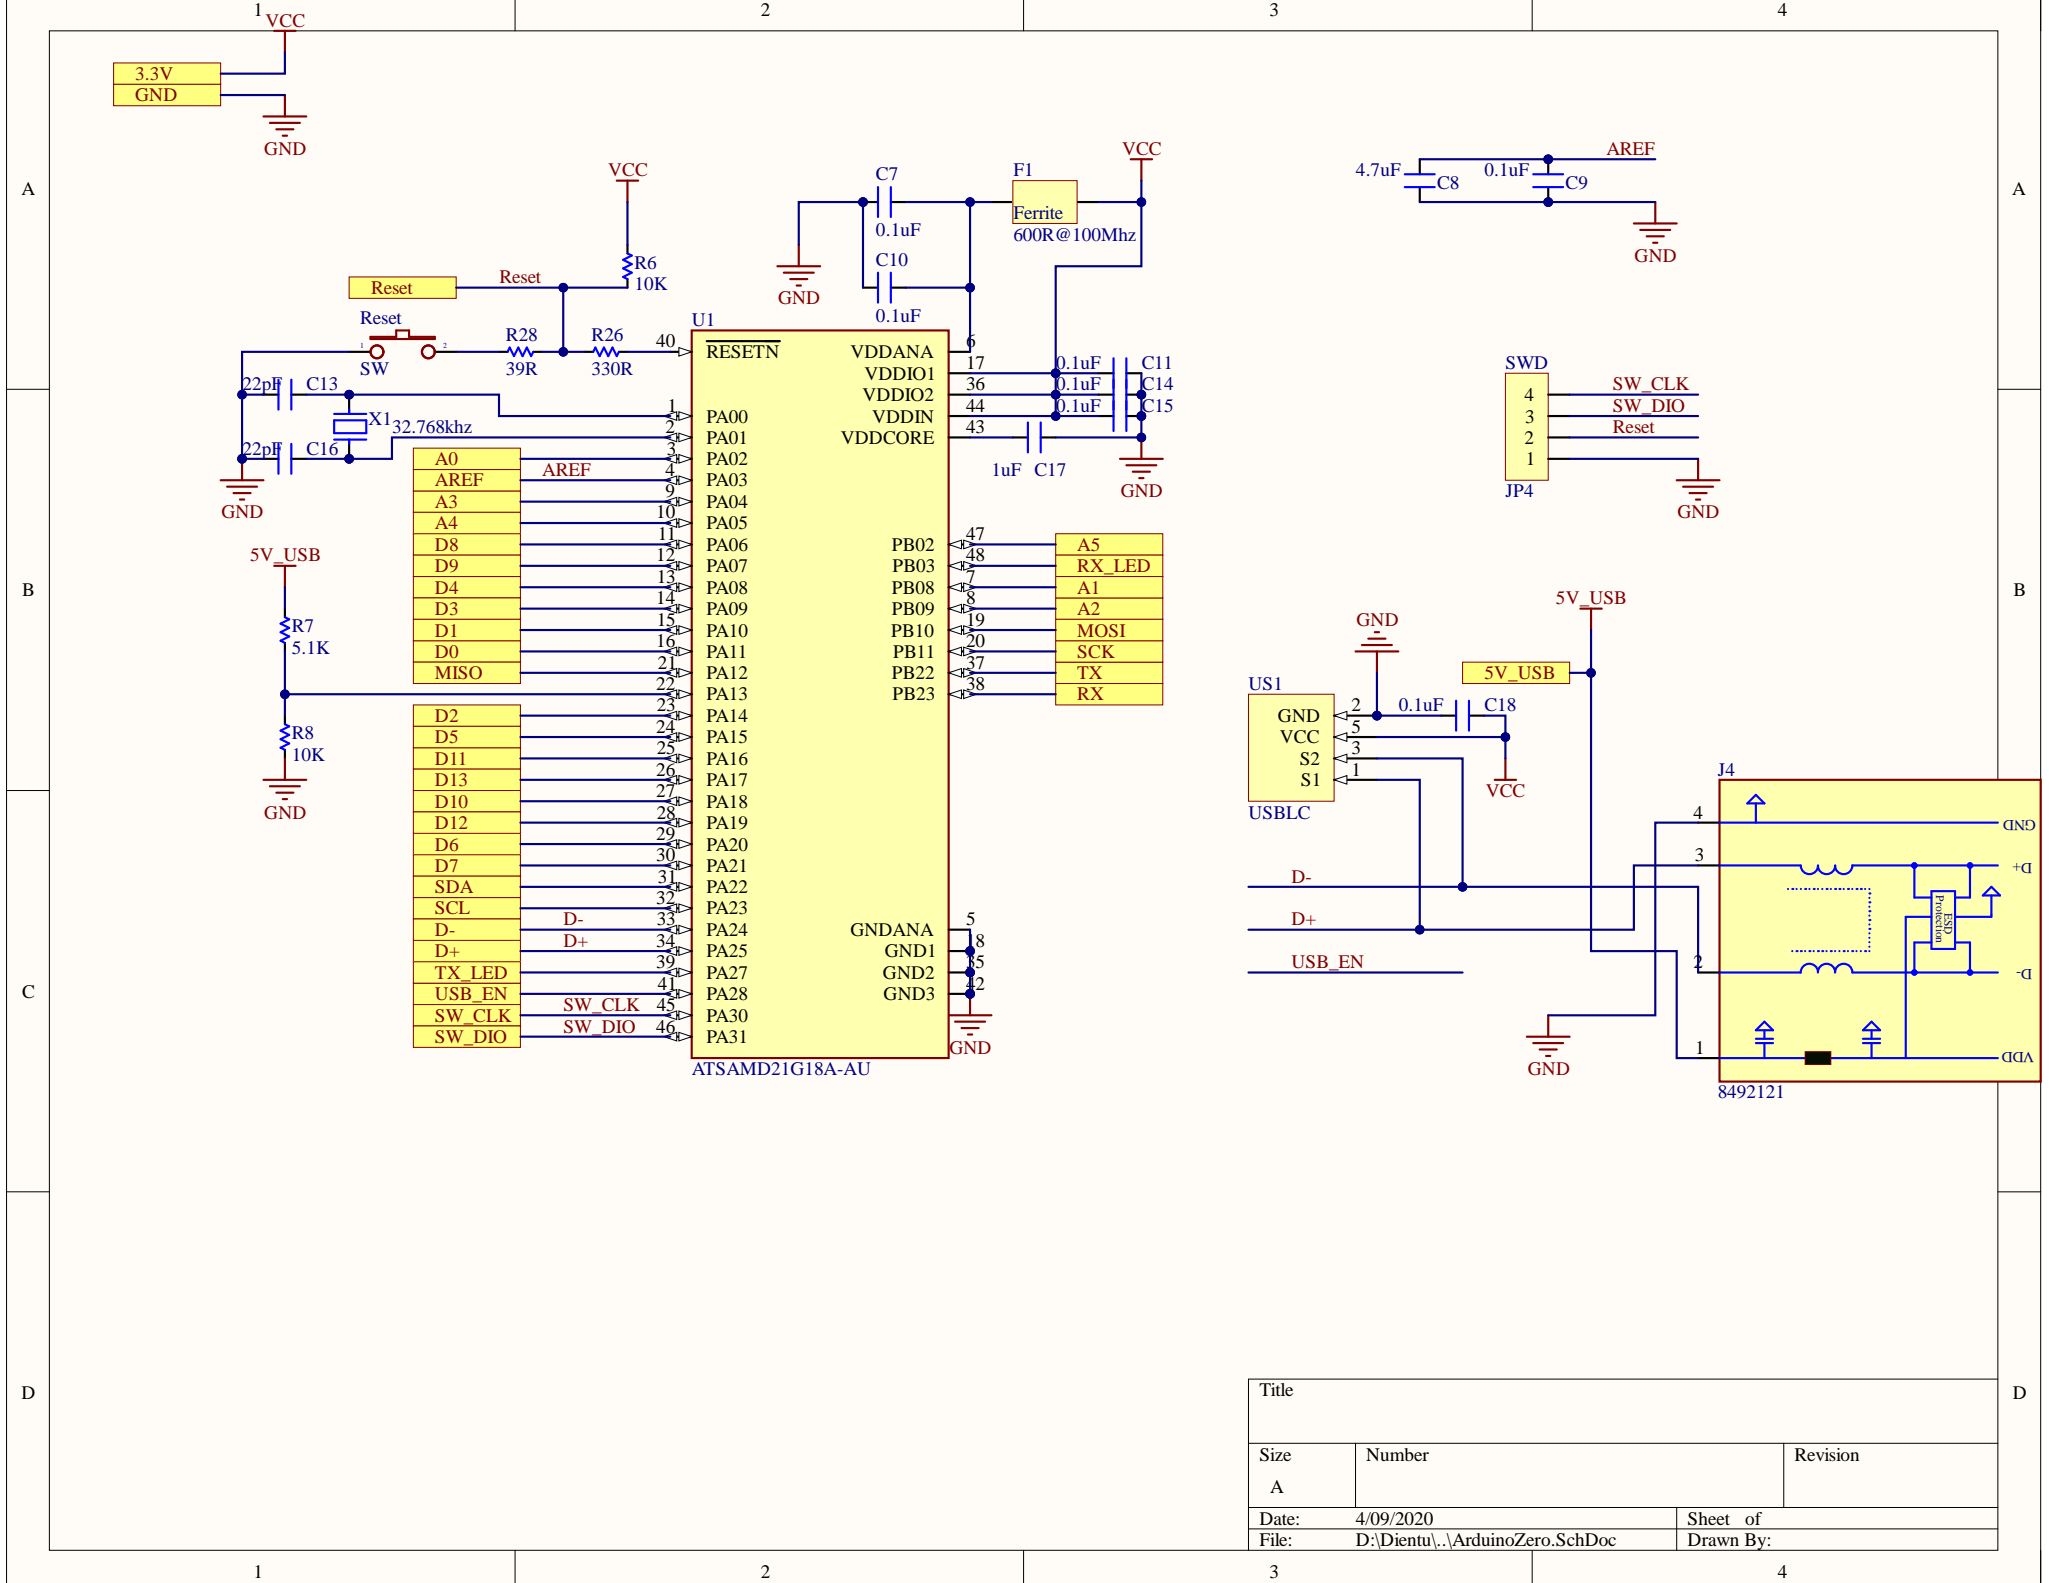 1 2 3 4
VCC
3.3V
GND
GND
A
A
VCC
R6
10K
Reset
Reset
Reset
SW
1
2
R28
39R
R26
330R
C7
0.1uF
C10
0.1uF
GND
F1
Ferrite
600R@100Mhz
VCC
4.7uF
C8
0.1uF
C9
AREF
GND
22pF
C13
X1
32.768khz
22pF
C16
GND
5V_USB
R7
5.1K
R8
10K
GND
U1
40 RESETN
1 PA00
2 PA01
A0 3 PA02
AREF AREF 4 PA03
A3 9 PA04
A4 10 PA05
D8 11 PA06
D9 12 PA07
D4 13 PA08
D3 14 PA09
D1 15 PA10
D0 16 PA11
MISO 21 PA12
22 PA13
D2 23 PA14
D5 24 PA15
D11 25 PA16
D13 26 PA17
D10 27 PA18
D12 28 PA19
D6 29 PA20
D7 30 PA21
SDA 31 PA22
SCL 32 PA23
D- D- 33 PA24
D+ D+ 34 PA25
TX_LED 39 PA27
USB_EN 41 PA28
SW_CLK SW_CLK 45 PA30
SW_DIO SW_DIO 46 PA31
ATSAMD21G18A-AU
VDDANA 6
VDDIO1 17 0.1uF C11
VDDIO2 36 0.1uF C14
VDDIN 44 0.1uF C15
VDDCORE 43
1uF C17
GND
PB02 47 A5
PB03 48 RX_LED
PB08 7 A1
PB09 8 A2
PB10 19 MOSI
PB11 20 SCK
PB22 37 TX
PB23 38 RX
GNDANA 5
GND1 18
GND2 35
GND3 42
GND
SWD
4 SW_CLK
3 SW_DIO
2 Reset
1
JP4
GND
B
B
GND
5V_USB
5V_USB
US1
GND 2
VCC 5
S2 3
S1 1
USBLC
0.1uF C18
VCC
D-
D+
USB_EN
GND
J4
4 GND
3 D+
2 D-
1 VDD
ESD
Protection
8492121
C
C
D
D
Title
Size Number Revision
A
Date: 4/09/2020 Sheet of
File: D:\Dientu\..\ArduinoZero.SchDoc Drawn By:
1 2 3 4